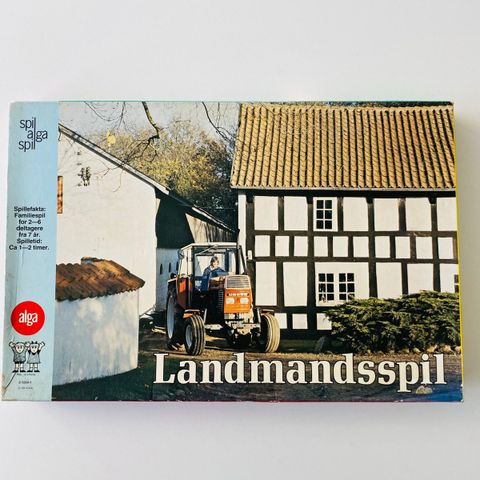 spil
alga
spil
Spillefakta:
Familiespil
for 2—6
deltagere
fra 7 år.
Spilletid:
Ca 1—2 timer.
alga
Landmandsspil